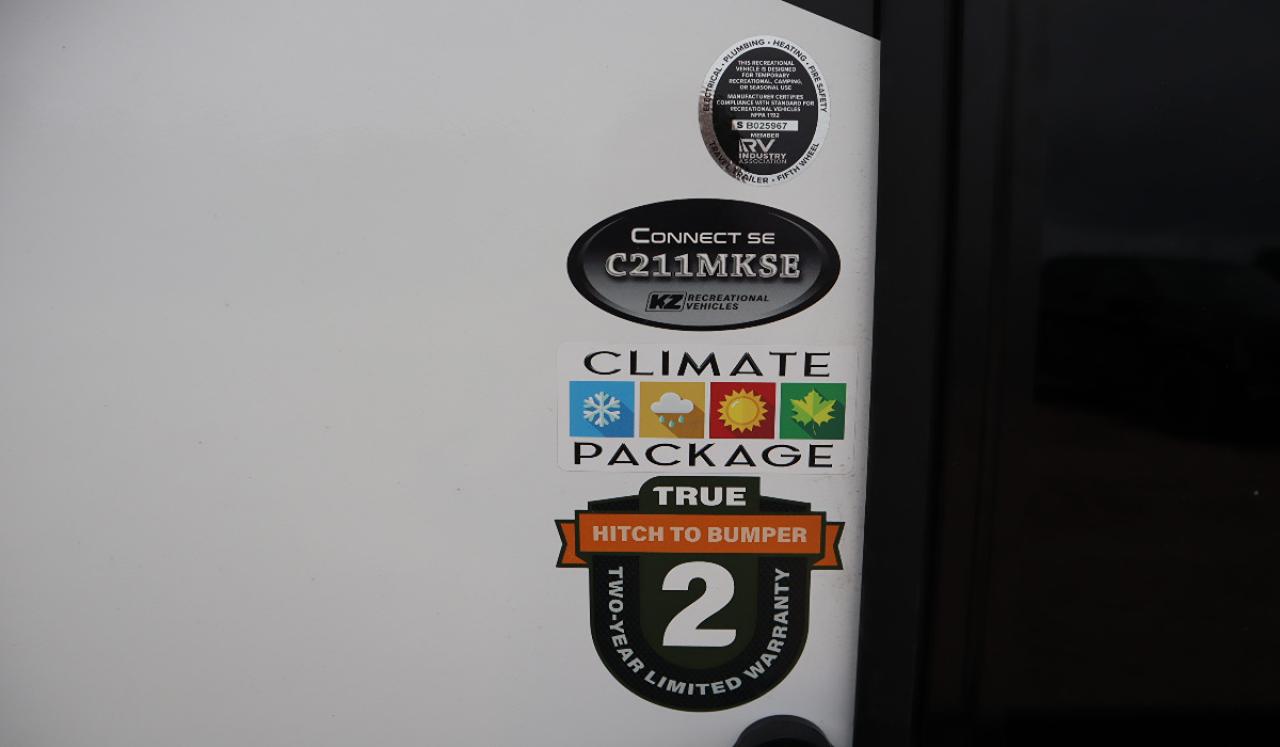 ELECTRICAL • PLUMBING • HEATING • FIRE SAFETY
THIS RECREATIONAL
VEHICLE IS DESIGNED
FOR TEMPORARY
RECREATIONAL, CAMPING,
OR SEASONAL USE
MANUFACTURER CERTIFIES
COMPLIANCE WITH STANDARD FOR
RECREATIONAL VEHICLES
NFPA 1192
S B025967
MEMBER
RV
INDUSTRY
ASSOCIATION
TRAVEL TRAILER • FIFTH WHEEL
CONNECT SE
C211MKSE
KZ RECREATIONAL
VEHICLES
CLIMATE
PACKAGE
TRUE
HITCH TO BUMPER
2
TWO-YEAR LIMITED WARRANTY